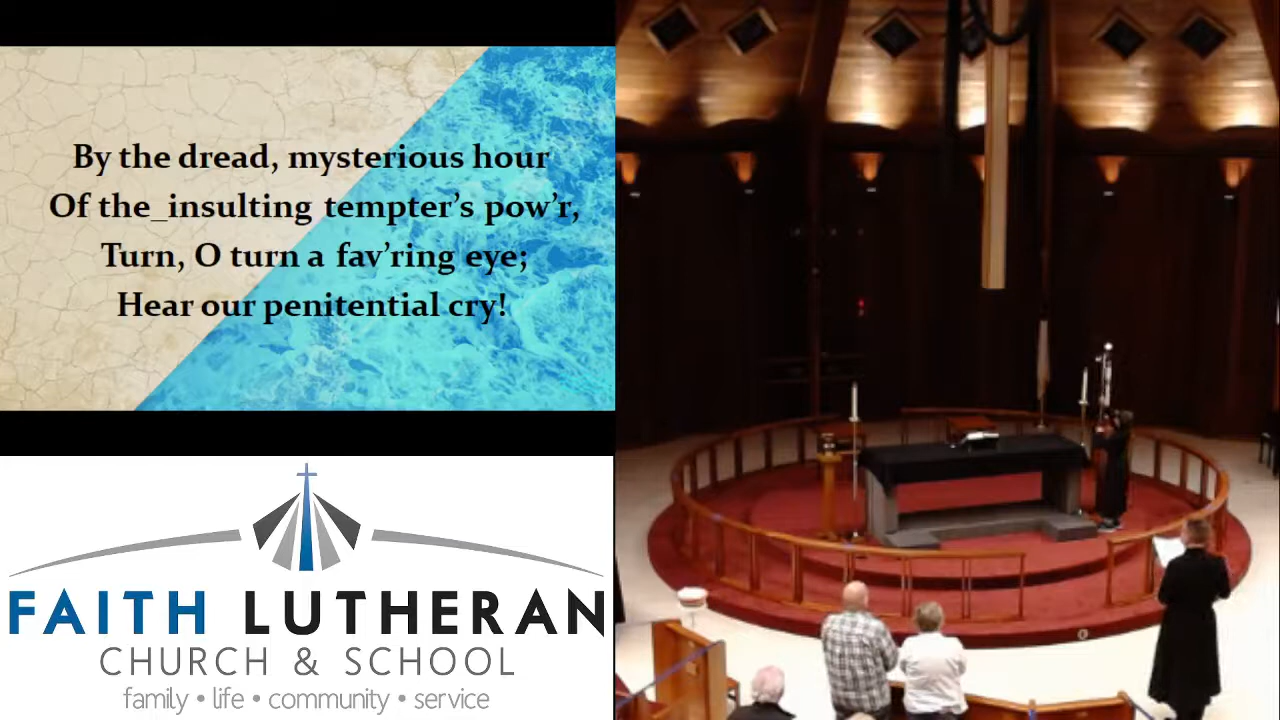 By the dread, mysterious hour
Of the_insulting tempter's pow'r,
Turn, O turn a fav'ring eye;
Hear our penitential cry!
FAITH LUTHERAN
CHURCH & SCHOOL
family • life • community • service